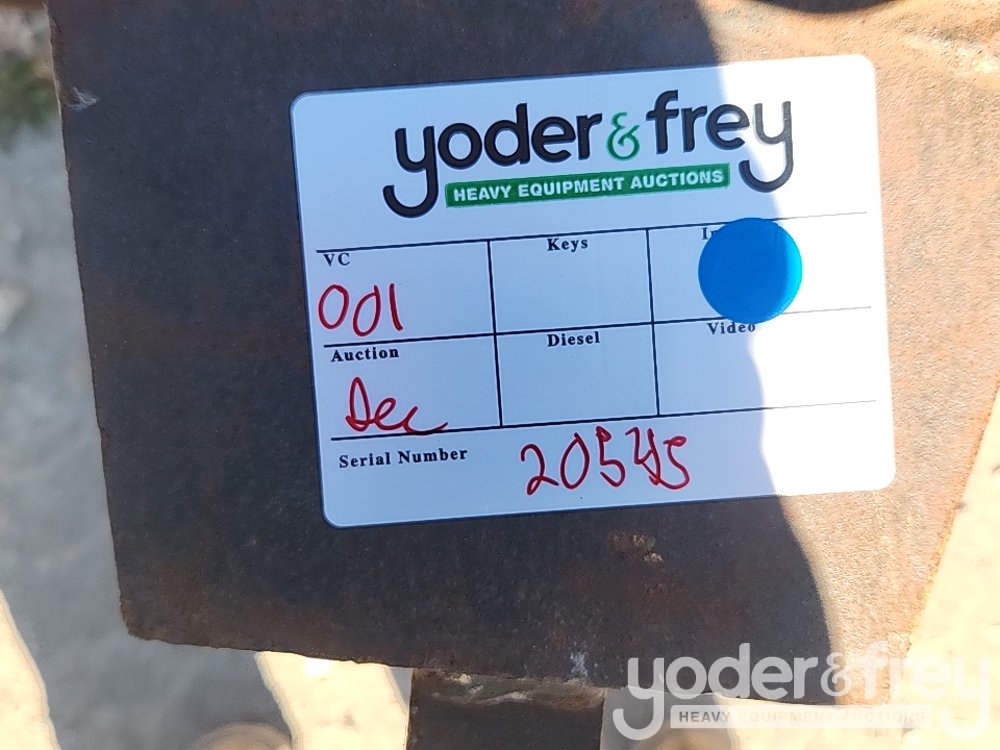 yoder & frey
HEAVY EQUIPMENT AUCTIONS
VC
Keys
001
Auction
Diesel
Video
Dec
Serial Number
20545
yoder & frey
HEAVY EQUIPMENT AUCTIONS